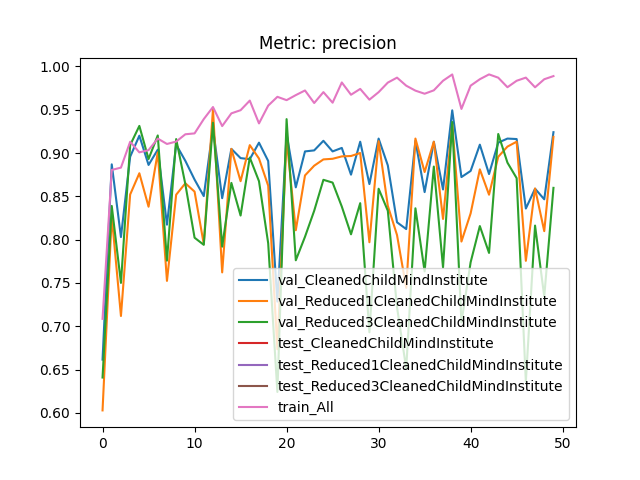 Metric: precision
1.00
0.95
0.90
0.85
0.80
0.75
0.70
0.65
0.60
val_CleanedChildMindInstitute
val_Reduced1CleanedChildMindInstitute
val_Reduced3CleanedChildMindInstitute
test_CleanedChildMindInstitute
test_Reduced1CleanedChildMindInstitute
test_Reduced3CleanedChildMindInstitute
train_All
0 10 20 30 40 50